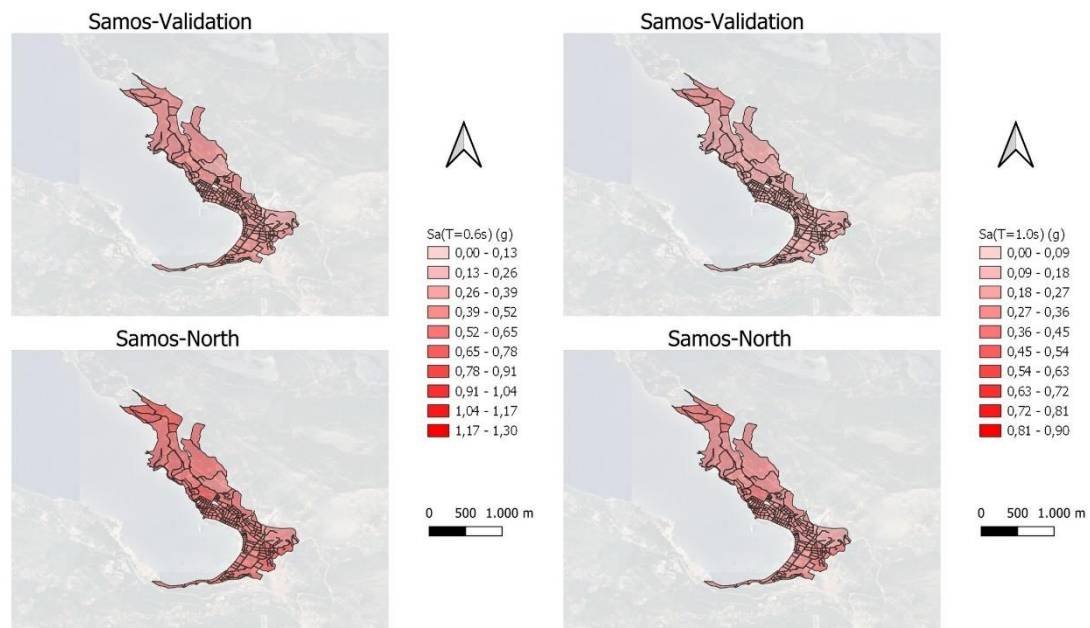 Samos-Validation
Sa(T=0.6s) (g)
0,00 - 0,13
0,13 - 0,26
0,26 - 0,39
0,39 - 0,52
0,52 - 0,65
0,65 - 0,78
0,78 - 0,91
0,91 - 1,04
1,04 - 1,17
1,17 - 1,30
Samos-North
0 500 1.000 m
Samos-Validation
Sa(T=1.0s) (g)
0,00 - 0,09
0,09 - 0,18
0,18 - 0,27
0,27 - 0,36
0,36 - 0,45
0,45 - 0,54
0,54 - 0,63
0,63 - 0,72
0,72 - 0,81
0,81 - 0,90
Samos-North
0 500 1.000 m